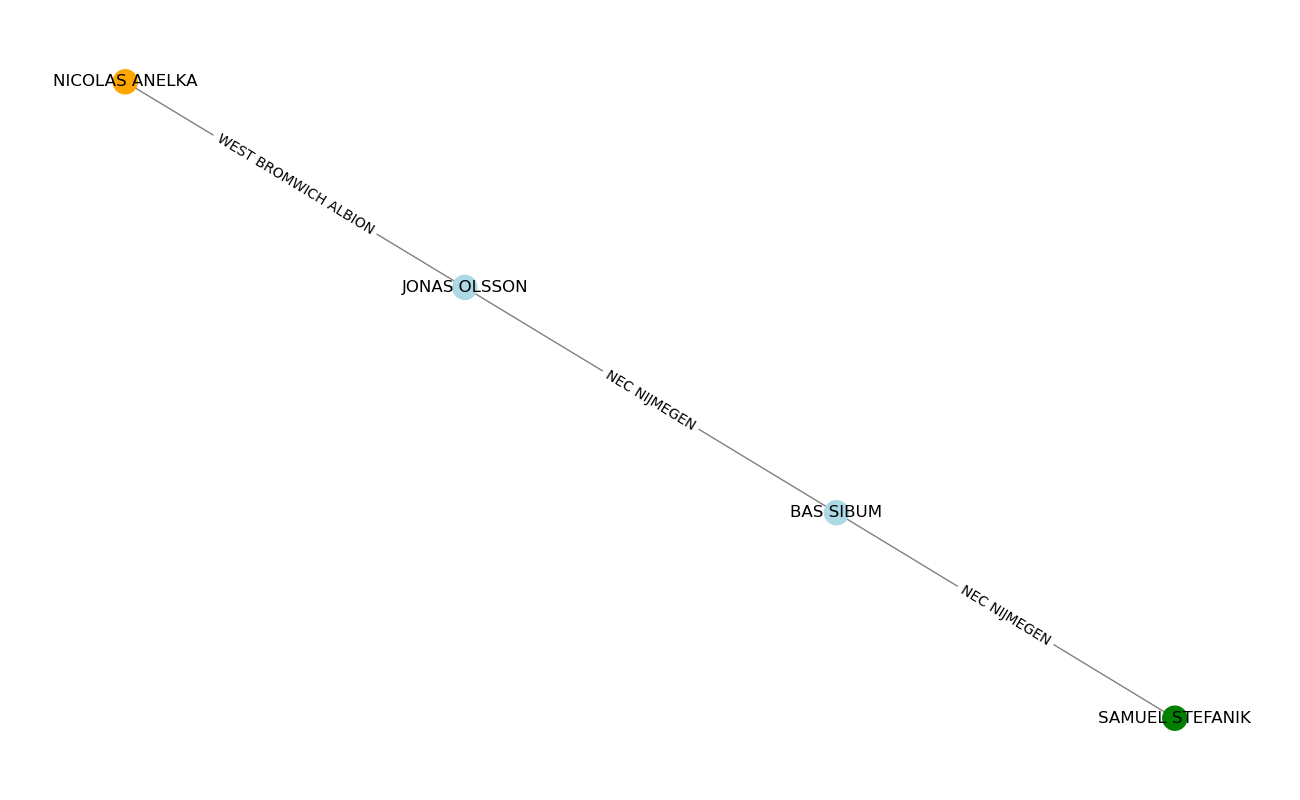 NICOLAS ANELKA
WEST BROMWICH ALBION
JONAS OLSSON
NEC NIJMEGEN
BAS SIBUM
NEC NIJMEGEN
SAMUEL STEFANIK